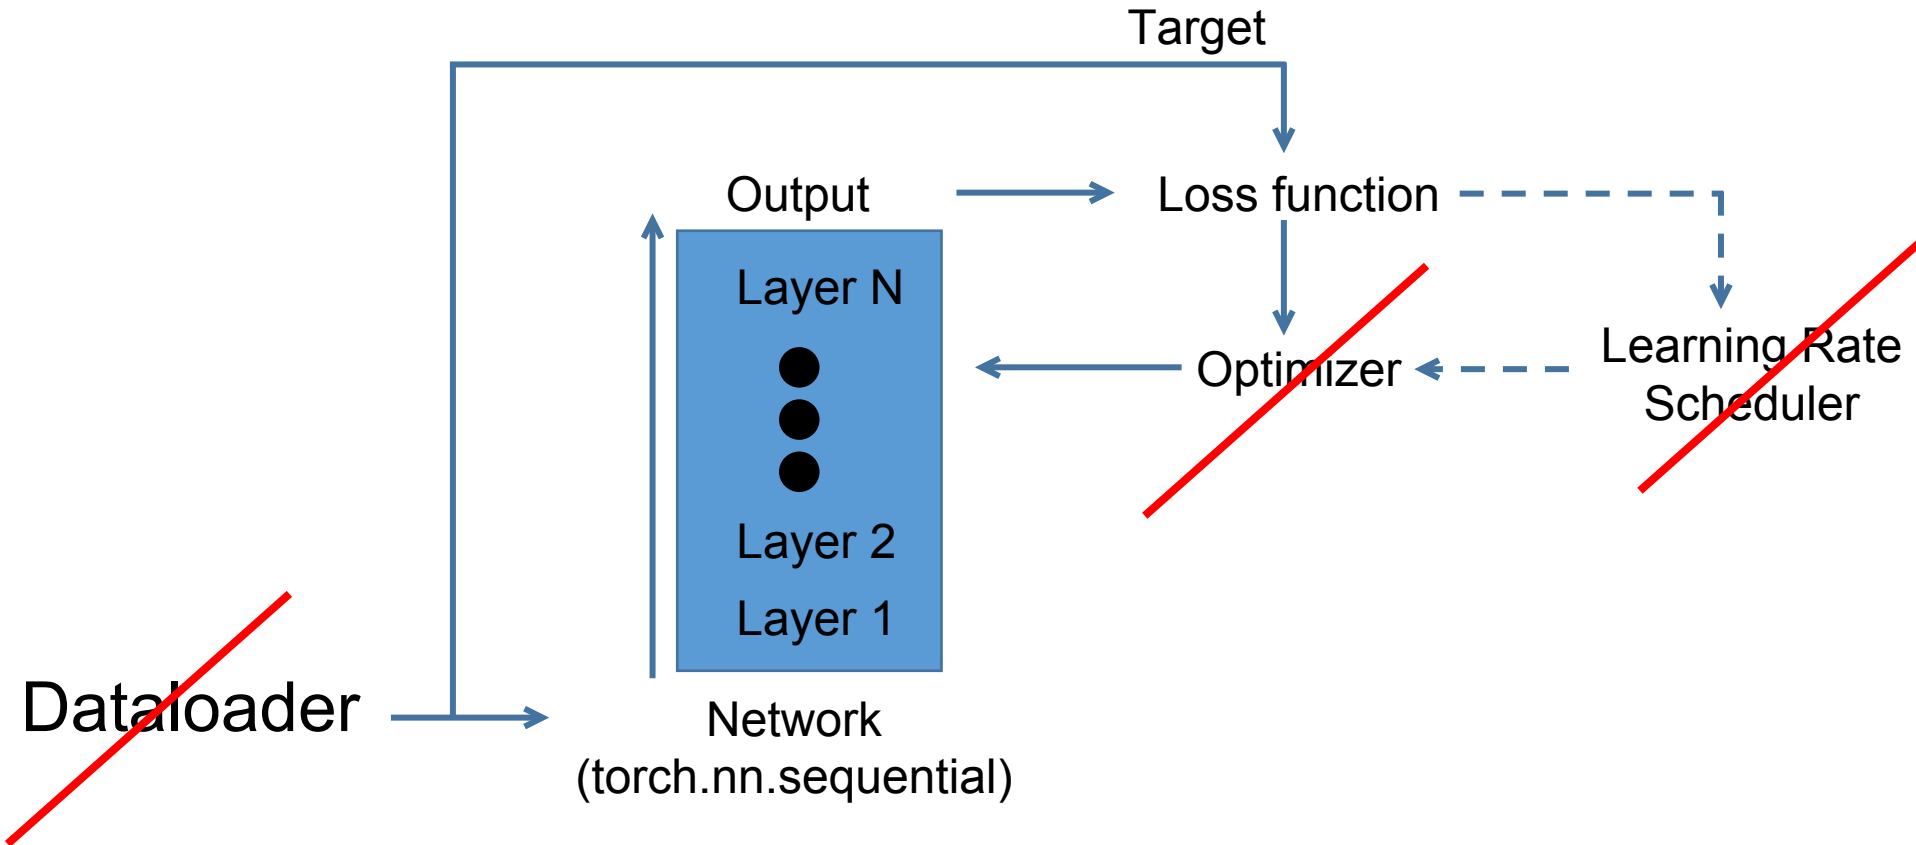 Target
Output
Loss function
Layer N
Optimizer
Learning Rate
Scheduler
Layer 2
Layer 1
Dataloader
Network
(torch.nn.sequential)